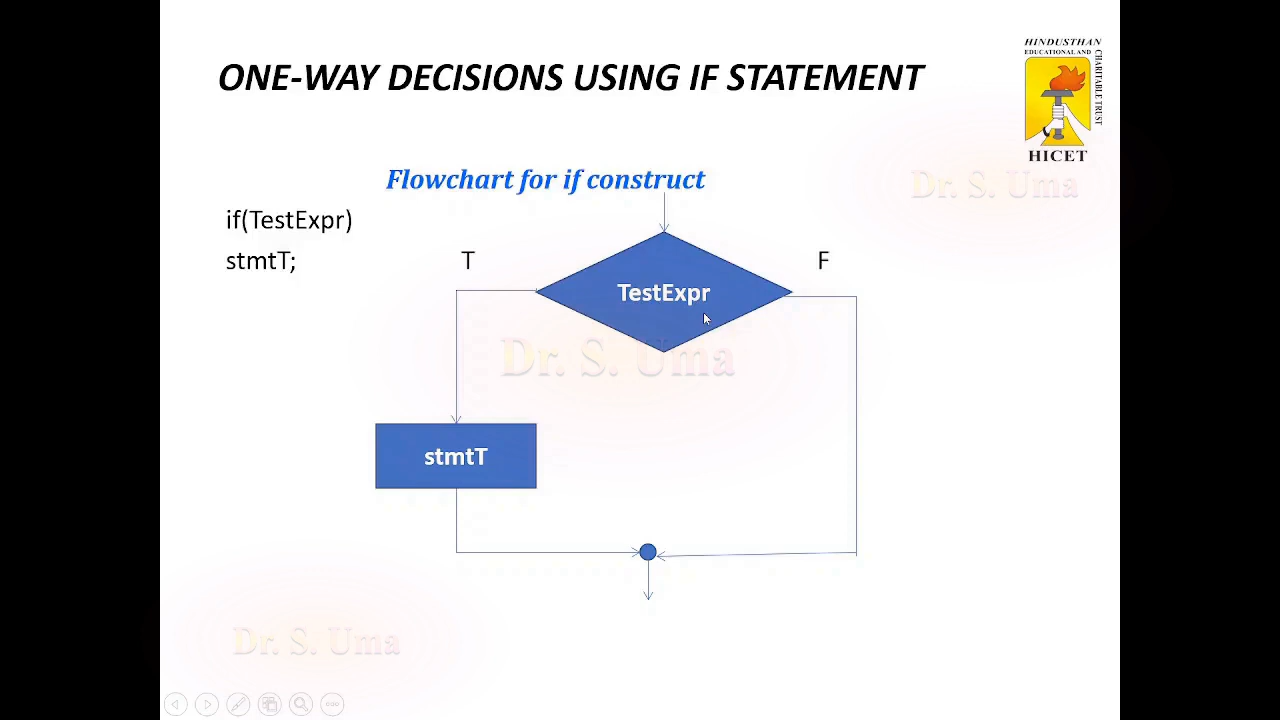 ONE-WAY DECISIONS USING IF STATEMENT
HINDUSTHAN
EDUCATIONAL AND
CHARITABLE TRUST
HICET
Flowchart for if construct
Dr. S. Uma
if(TestExpr)
stmtT;
T
F
TestExpr
Dr. S. Uma
stmtT
Dr. S. Uma